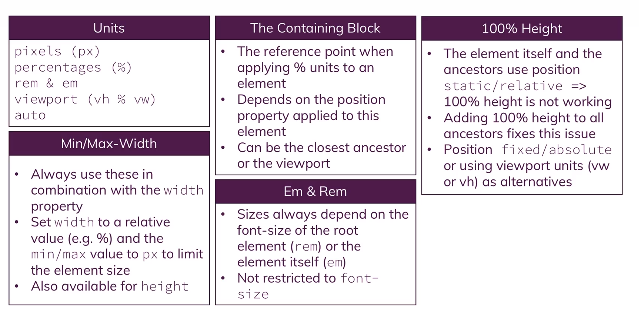 Units
pixels (px)
percentages (%)
rem & em
viewport (vh % vw)
auto
Min/Max-Width
• Always use these in
combination with the width
property
• Set width to a relative
value (e.g. %) and the
min/max value to px to limit
the element size
• Also available for height
The Containing Block
• The reference point when
applying % units to an
element
• Depends on the position
property applied to this
element
• Can be the closest ancestor
or the viewport
Em & Rem
• Sizes always depend on the
font-size of the root
element (rem) or the
element itself (em)
• Not restricted to font-
size
100% Height
• The element itself and the
ancestors use position
static/relative =>
100% height is not working
• Adding 100% height to all
ancestors fixes this issue
• Position fixed/absolute
or using viewport units (vw
or vh) as alternatives